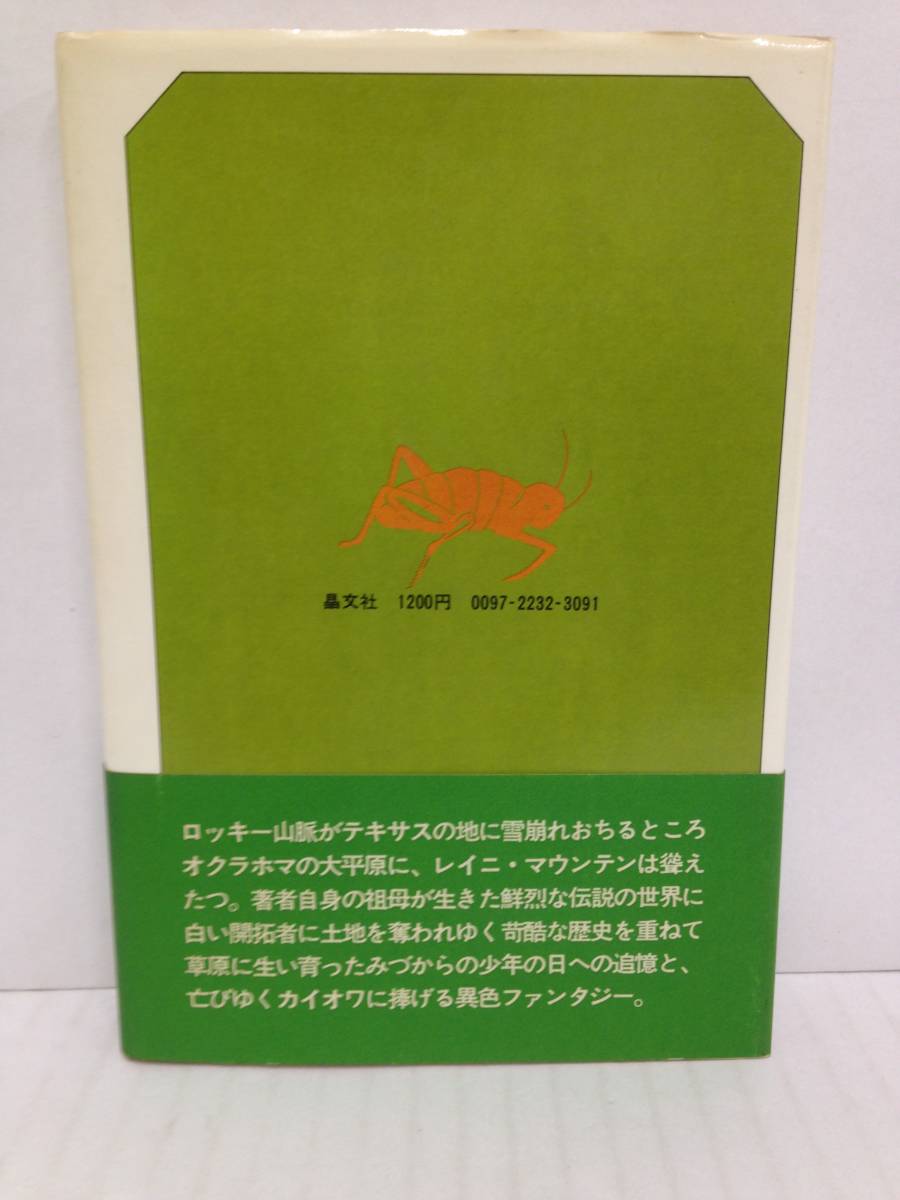 晶文社 1200円 0097-2232-3091
ロッキー山脈がテキサスの地に雪崩れおちるところ
オクラホマの大平原に、レイニ・マウンテンは聳え
たつ。著者自身の祖母が生きた鮮烈な伝説の世界に
白い開拓者に土地を奪われゆく苛酷な歴史を重ねて
草原に生い育ったみづからの少年の日への追憶と、
亡びゆくカイオワに捧げる異色ファンタジー。